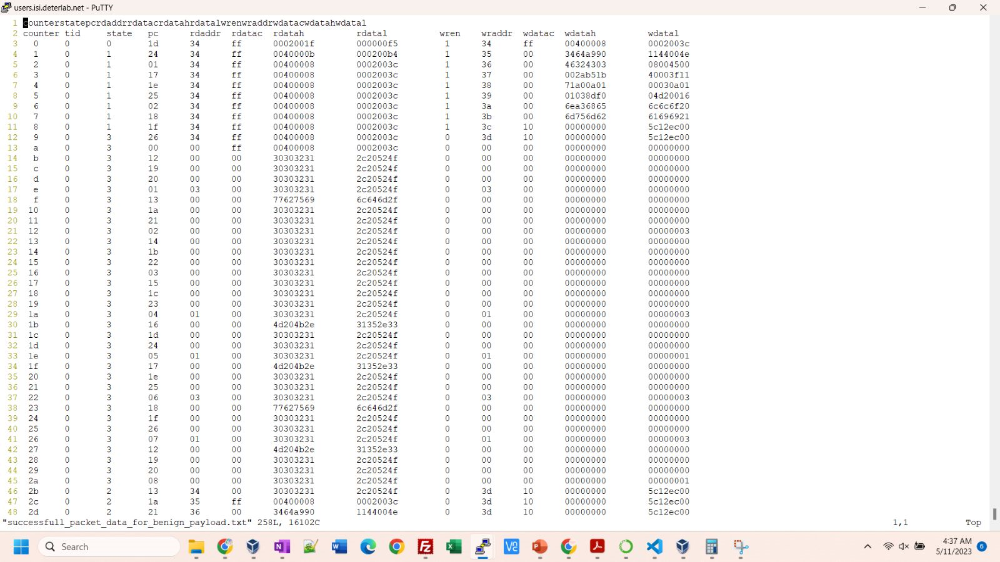 users.isi.deterlab.net - PuTTY
1 counterstatepcrdaddrrdatacrdatahrdatalwrenwraddrwdatacwdatahwdatal
2 counter tid state pc rdaddr rdatac rdatah rdatal wren wraddr wdatac wdatah wdatal
3 0 0 0 1d 34 ff 0002001f 000000f5 1 34 ff 00400008 0002003c
4 1 0 1 24 34 ff 0040000b 000200b4 1 35 00 3464a990 1144004e
5 2 0 1 01 34 ff 00400008 0002003c 1 36 00 46324303 08004500
6 3 0 1 17 34 ff 00400008 0002003c 1 37 00 002ab51b 40003f11
7 4 0 1 1e 34 ff 00400008 0002003c 1 38 00 71a00a01 00030a01
8 5 0 1 25 34 ff 00400008 0002003c 1 39 00 01038df0 04d20016
9 6 0 1 02 34 ff 00400008 0002003c 1 3a 00 6ea36865 6c6c6f20
10 7 0 1 18 34 ff 00400008 0002003c 1 3b 00 6d756d62 61696921
11 8 0 1 1f 34 ff 00400008 0002003c 1 3c 10 00000000 5c12ec00
12 9 0 3 26 34 ff 00400008 0002003c 0 3d 10 00000000 5c12ec00
13 a 0 3 00 00 ff 00400008 0002003c 0 00 00 00000000 00000000
14 b 0 3 12 00 00 30303231 2c20524f 0 00 00 00000000 00000000
15 c 0 3 19 00 00 30303231 2c20524f 0 00 00 00000000 00000000
16 d 0 3 20 00 00 30303231 2c20524f 0 00 00 00000000 00000000
17 e 0 3 01 03 00 30303231 2c20524f 0 03 00 00000000 00000000
18 f 0 3 13 00 00 77627569 6c646d2f 0 00 00 00000000 00000000
19 10 0 3 1a 00 00 30303231 2c20524f 0 00 00 00000000 00000000
20 11 0 3 21 00 00 30303231 2c20524f 0 00 00 00000000 00000000
21 12 0 3 02 00 00 30303231 2c20524f 0 00 00 00000000 00000003
22 13 0 3 14 00 00 30303231 2c20524f 0 00 00 00000000 00000000
23 14 0 3 1b 00 00 30303231 2c20524f 0 00 00 00000000 00000000
24 15 0 3 22 00 00 30303231 2c20524f 0 00 00 00000000 00000000
25 16 0 3 03 00 00 30303231 2c20524f 0 00 00 00000000 00000000
26 17 0 3 15 00 00 30303231 2c20524f 0 00 00 00000000 00000000
27 18 0 3 1c 00 00 30303231 2c20524f 0 00 00 00000000 00000000
28 19 0 3 23 00 00 30303231 2c20524f 0 00 00 00000000 00000000
29 1a 0 3 04 01 00 30303231 2c20524f 0 01 00 00000000 00000003
30 1b 0 3 16 00 00 4d204b2e 31352e33 0 00 00 00000000 00000000
31 1c 0 3 1d 00 00 30303231 2c20524f 0 00 00 00000000 00000000
32 1d 0 3 24 00 00 30303231 2c20524f 0 00 00 00000000 00000000
33 1e 0 3 05 01 00 30303231 2c20524f 0 01 00 00000000 00000001
34 1f 0 3 17 00 00 4d204b2e 31352e33 0 00 00 00000000 00000000
35 20 0 3 1e 00 00 30303231 2c20524f 0 00 00 00000000 00000000
36 21 0 3 25 00 00 30303231 2c20524f 0 00 00 00000000 00000000
37 22 0 3 06 03 00 30303231 2c20524f 0 03 00 00000000 00000003
38 23 0 3 18 00 00 77627569 6c646d2f 0 00 00 00000000 00000000
39 24 0 3 1f 00 00 30303231 2c20524f 0 00 00 00000000 00000000
40 25 0 3 26 00 00 30303231 2c20524f 0 00 00 00000000 00000000
41 26 0 3 07 01 00 30303231 2c20524f 0 01 00 00000000 00000003
42 27 0 3 12 00 00 4d204b2e 31352e33 0 00 00 00000000 00000000
43 28 0 3 19 00 00 30303231 2c20524f 0 00 00 00000000 00000000
44 29 0 3 20 00 00 30303231 2c20524f 0 00 00 00000000 00000000
45 2a 0 3 08 00 00 30303231 2c20524f 0 00 00 00000000 00000001
46 2b 0 2 13 34 00 30303231 2c20524f 0 3d 10 00000000 5c12ec00
47 2c 0 2 1a 35 ff 00400008 0002003c 0 3d 10 00000000 5c12ec00
48 2d 0 2 21 36 00 3464a990 1144004e 0 3d 10 00000000 5c12ec00
"successfull_packet_data_for_benign_payload.txt" 258L, 16102C 1,1 Top
Search
4:37 AM
5/11/2023
6